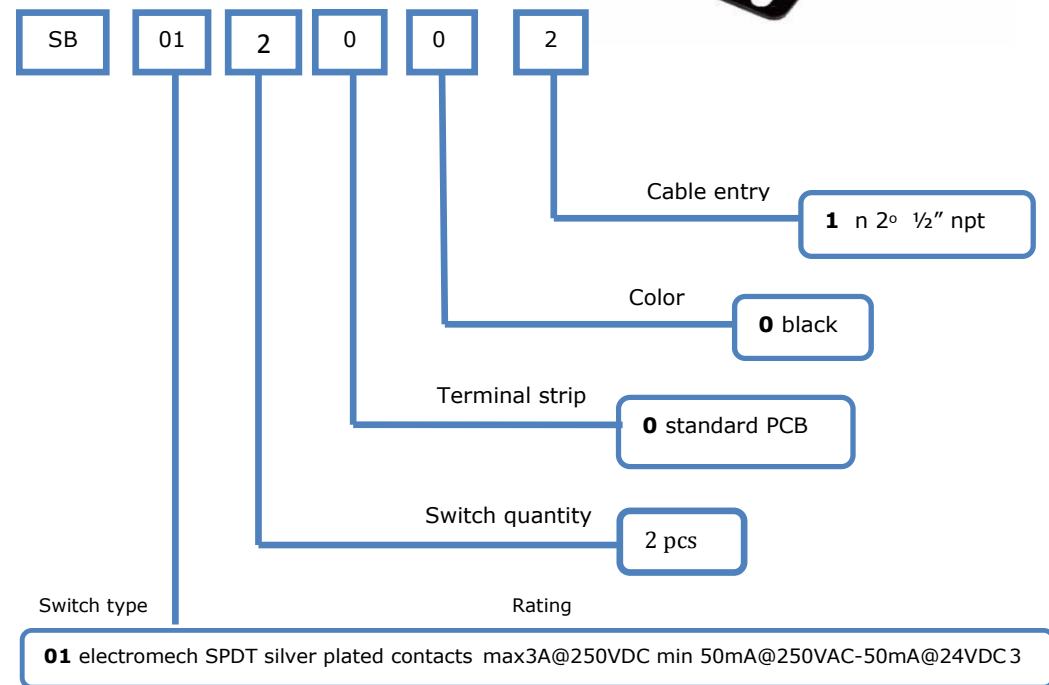 SB 01 2 0 0 2
Cable entry
1 n 2º ½” npt
Color
0 black
Terminal strip
0 standard PCB
Switch quantity
2 pcs
Switch type Rating
01 electromech SPDT silver plated contacts max3A@250VDC min 50mA@250VAC-50mA@24VDC 3